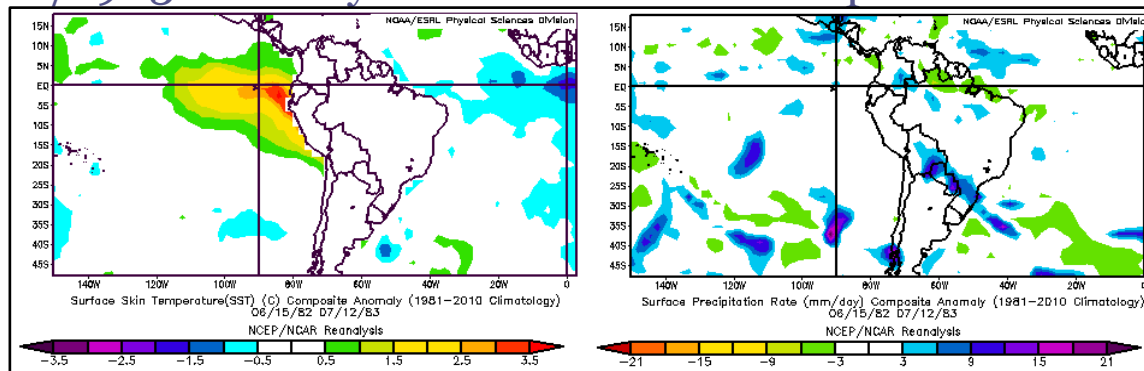 NOAA/ESRL Physical Sciences Division
15N
10N
5N
EQ
5S
10S
15S
20S
25S
30S
35S
40S
45S
140W
120W
100W
80W
60W
40W
20W
0
Surface Skin Temperature(SST) (C) Composite Anomaly (1981-2010 Climatology)
06/15/82 07/12/83
NCEP/NCAR Reanalysis
-3.5 -2.5 -1.5 -0.5 0.5 1.5 2.5 3.5
NOAA/ESRL Physical Sciences Division
15N
10N
5N
EQ
5S
10S
15S
20S
25S
30S
35S
40S
45S
140W
120W
100W
80W
60W
40W
20W
Surface Precipitation Rate (mm/day) Composite Anomaly (1981-2010 Climatology)
06/15/82 07/12/83
NCEP/NCAR Reanalysis
-21 -15 -9 -3 3 9 15 21